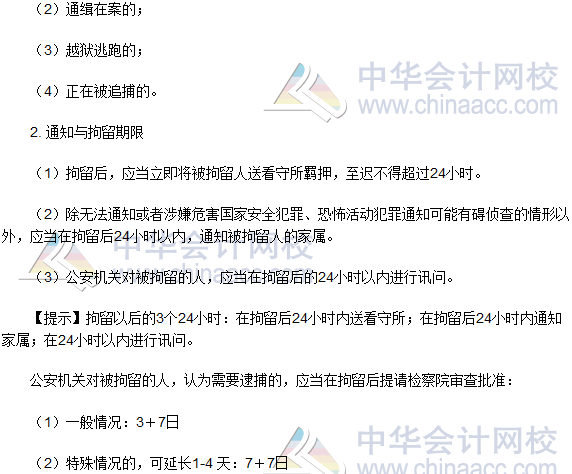 （2）通缉在案的；
（3）越狱逃跑的；
（4）正在被追捕的。
中华会计网校
www.chinaacc.com
2. 通知与拘留期限
（1）拘留后，应当立即将被拘留人送看守所羁押，至迟不得超过24小时。
（2）除无法通知或者涉嫌危害国家安全犯罪、恐怖活动犯罪通知可能有碍侦查的情形以
外，应当在拘留后24小时以内，通知被拘留人的家属。
中华会计网校
www.chinaacc.com
（3）公安机关对被拘留的人，应当在拘留后的24小时以内进行讯问。
【提示】拘留以后的3个24小时：在拘留后24小时内送看守所；在拘留后24小时内通知
家属；在24小时以内进行讯问。
公安机关对被拘留的人，认为需要逮捕的，应当在拘留后提请检察院审查批准：
（1）一般情况：3＋7日
（2）特殊情况的，可延长1-4 天：7＋7日
中华会计网校
www.chinaacc.com